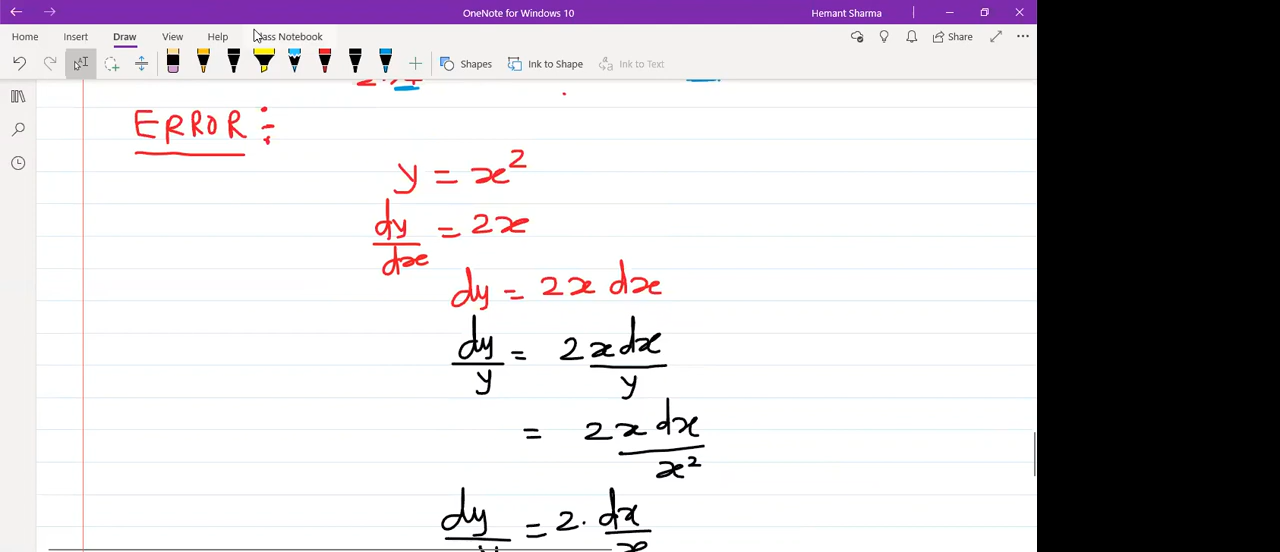 OneNote for Windows 10
Hemant Sharma
Home Insert Draw View Help Class Notebook
Share
Shapes Ink to Shape Ink to Text
ERROR :
y = x²
dy/dx = 2x
dy = 2x dx
dy/y = 2x dx/y
= 2x dx/x²
dy/y = 2. dx/x